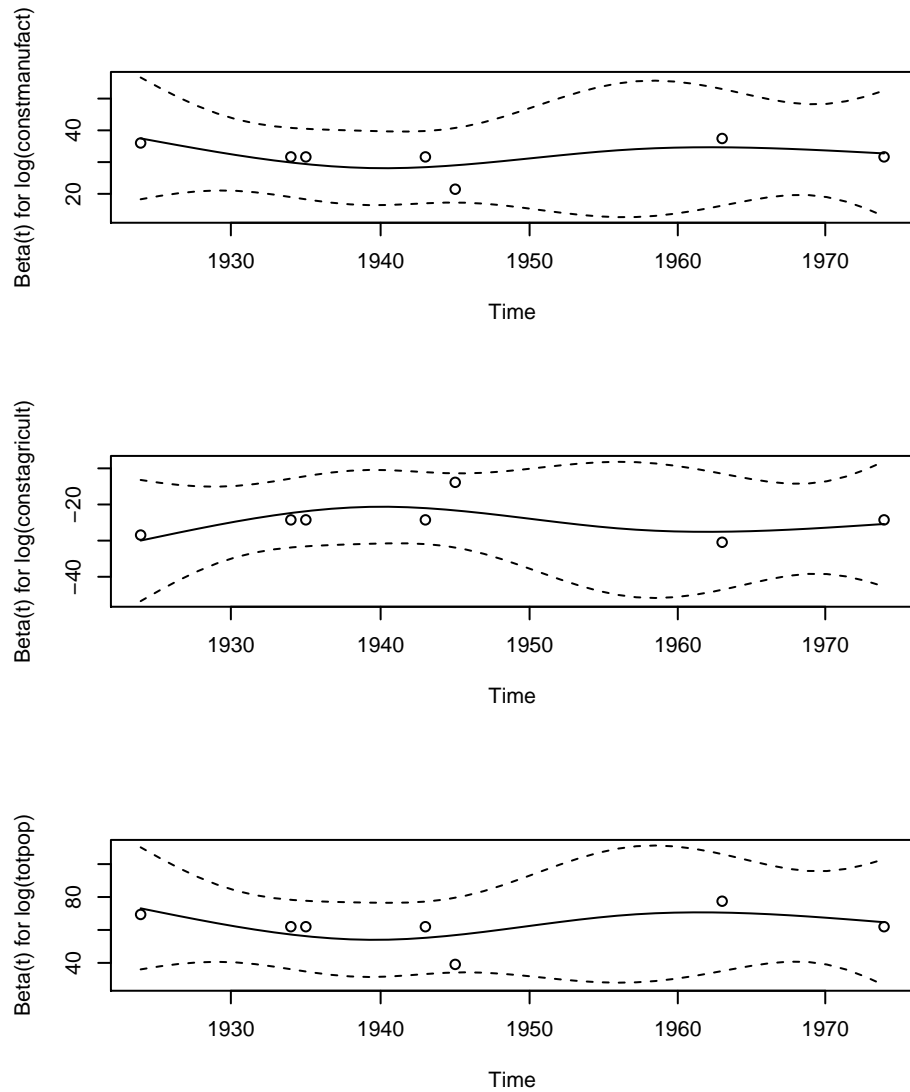 Beta(t) for log(constmanufact)
40
20
1930 1940 1950 1960 1970
Time
Beta(t) for log(constagricult)
−20
−40
1930 1940 1950 1960 1970
Time
Beta(t) for log(totpop)
80
40
1930 1940 1950 1960 1970
Time